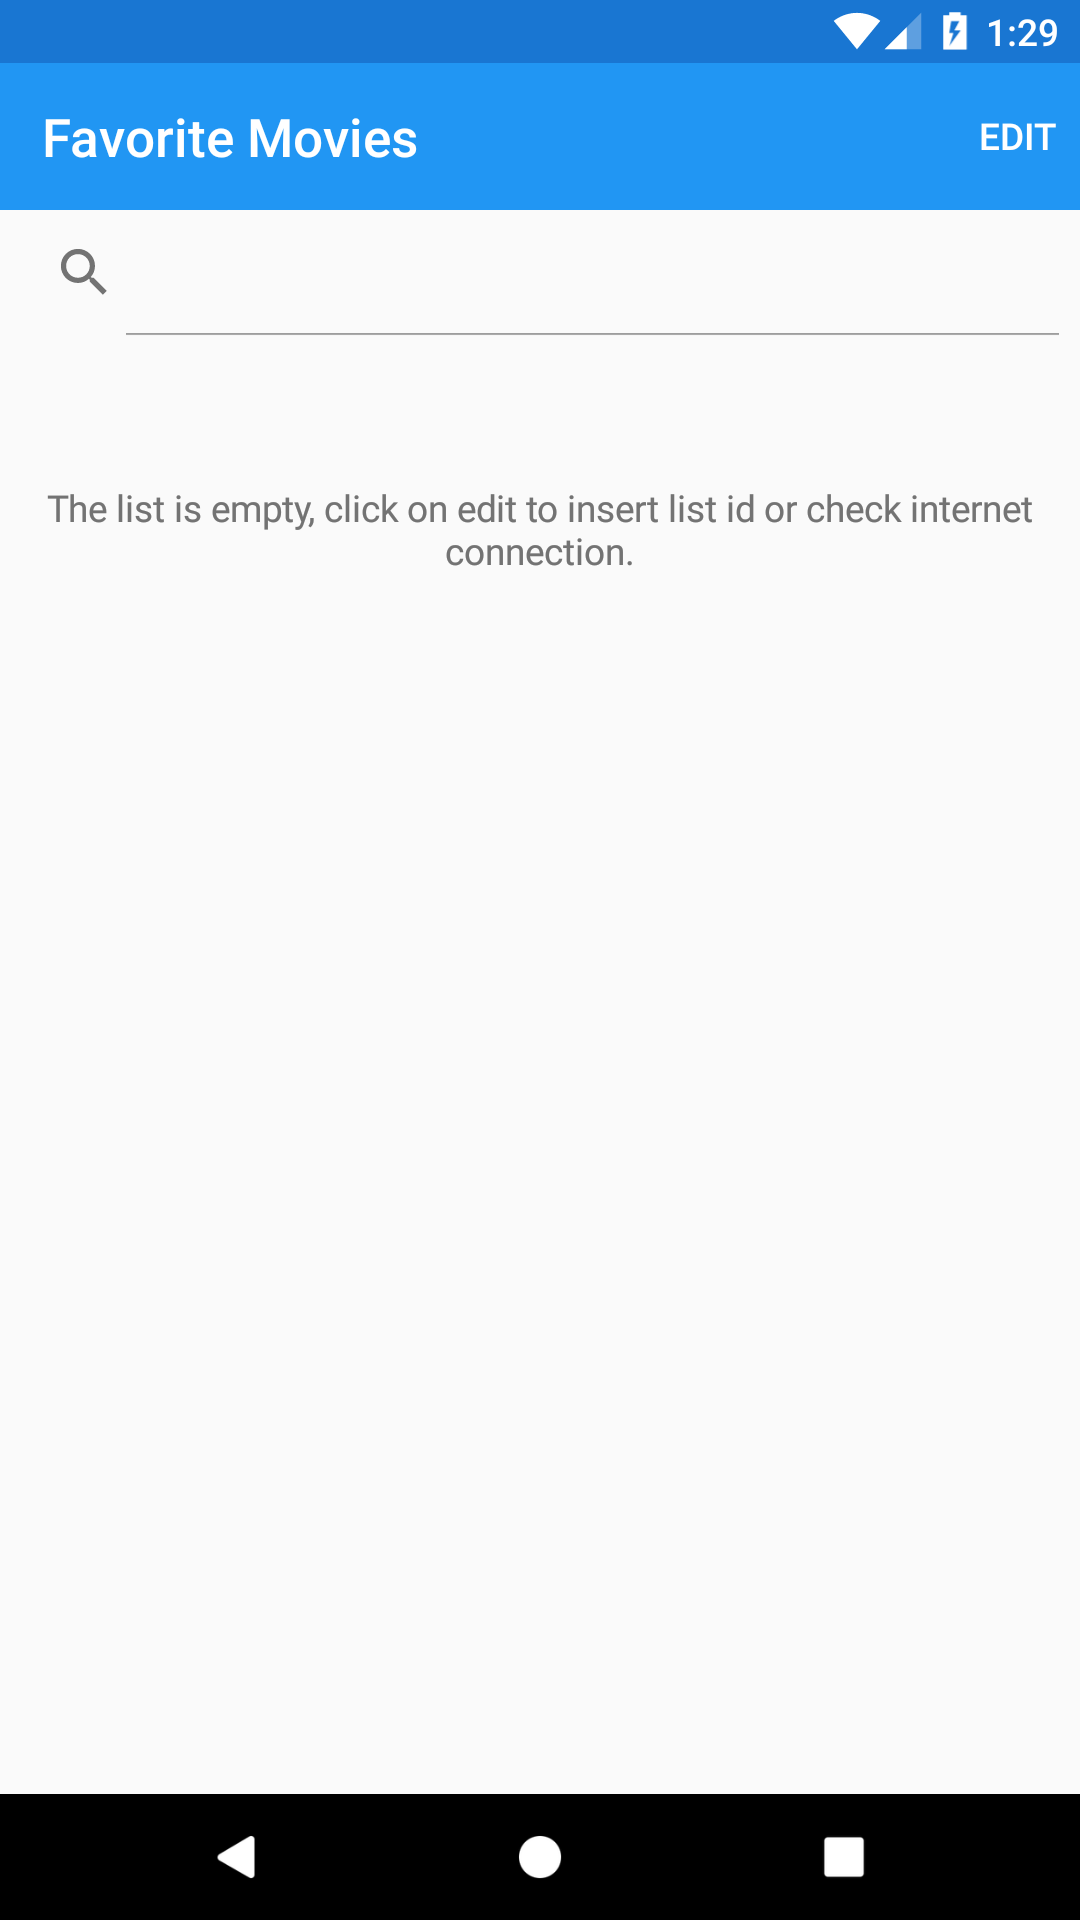 1:29
Favorite Movies
EDIT
The list is empty, click on edit to insert list id or check internet
connection.